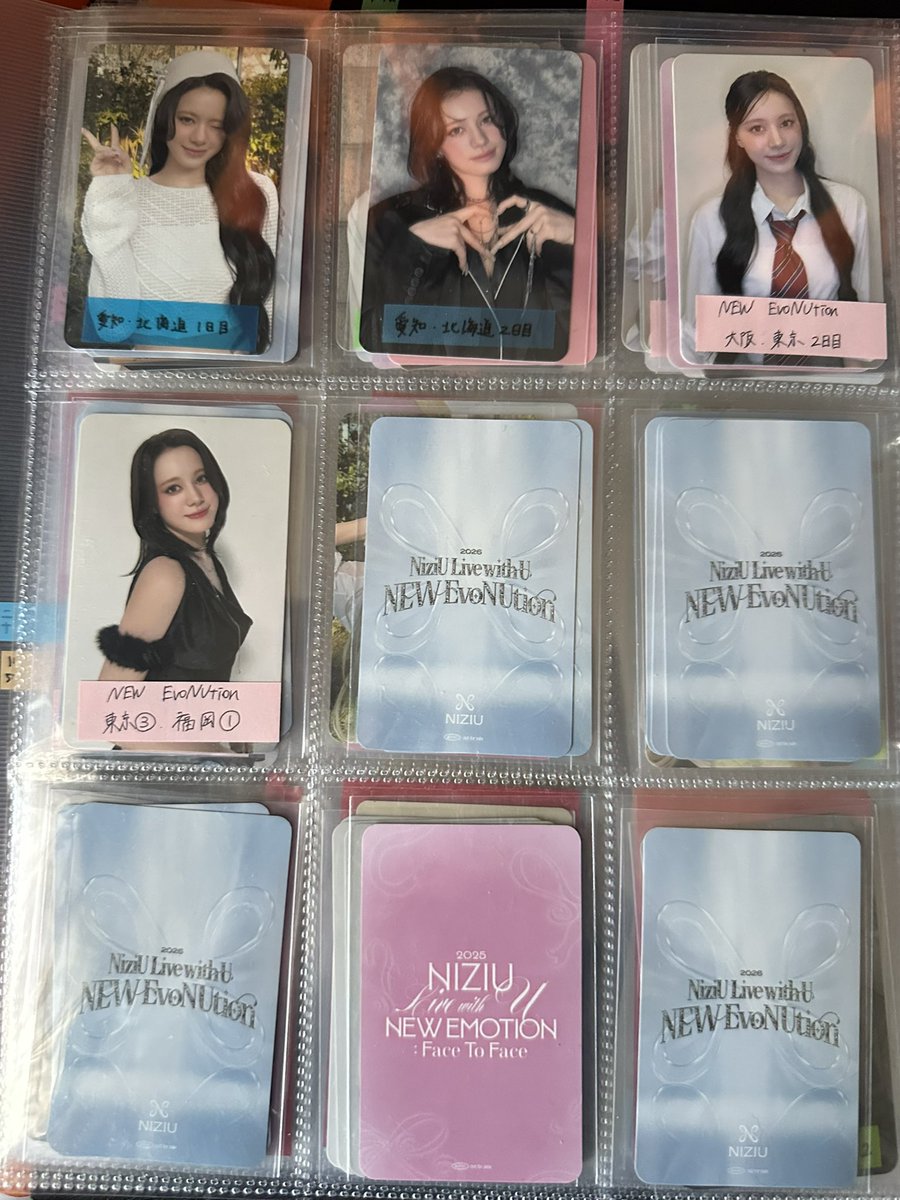 愛知・北海道 1日目
愛知・北海道 2日目
NEW EvoNUtion
大阪・東京 2日目
NEW EvoNUtion
東京③・福岡①
2026
NiziU Live with U
NEW EvoNUtion
NIZIU
2026
NiziU Live with U
NEW EvoNUtion
NIZIU
2026
NiziU Live with U
NEW EvoNUtion
NIZIU
2025
NIZIU
Live with U
NEW EMOTION
: Face To Face
2026
NiziU Live with U
NEW EvoNUtion
NIZIU